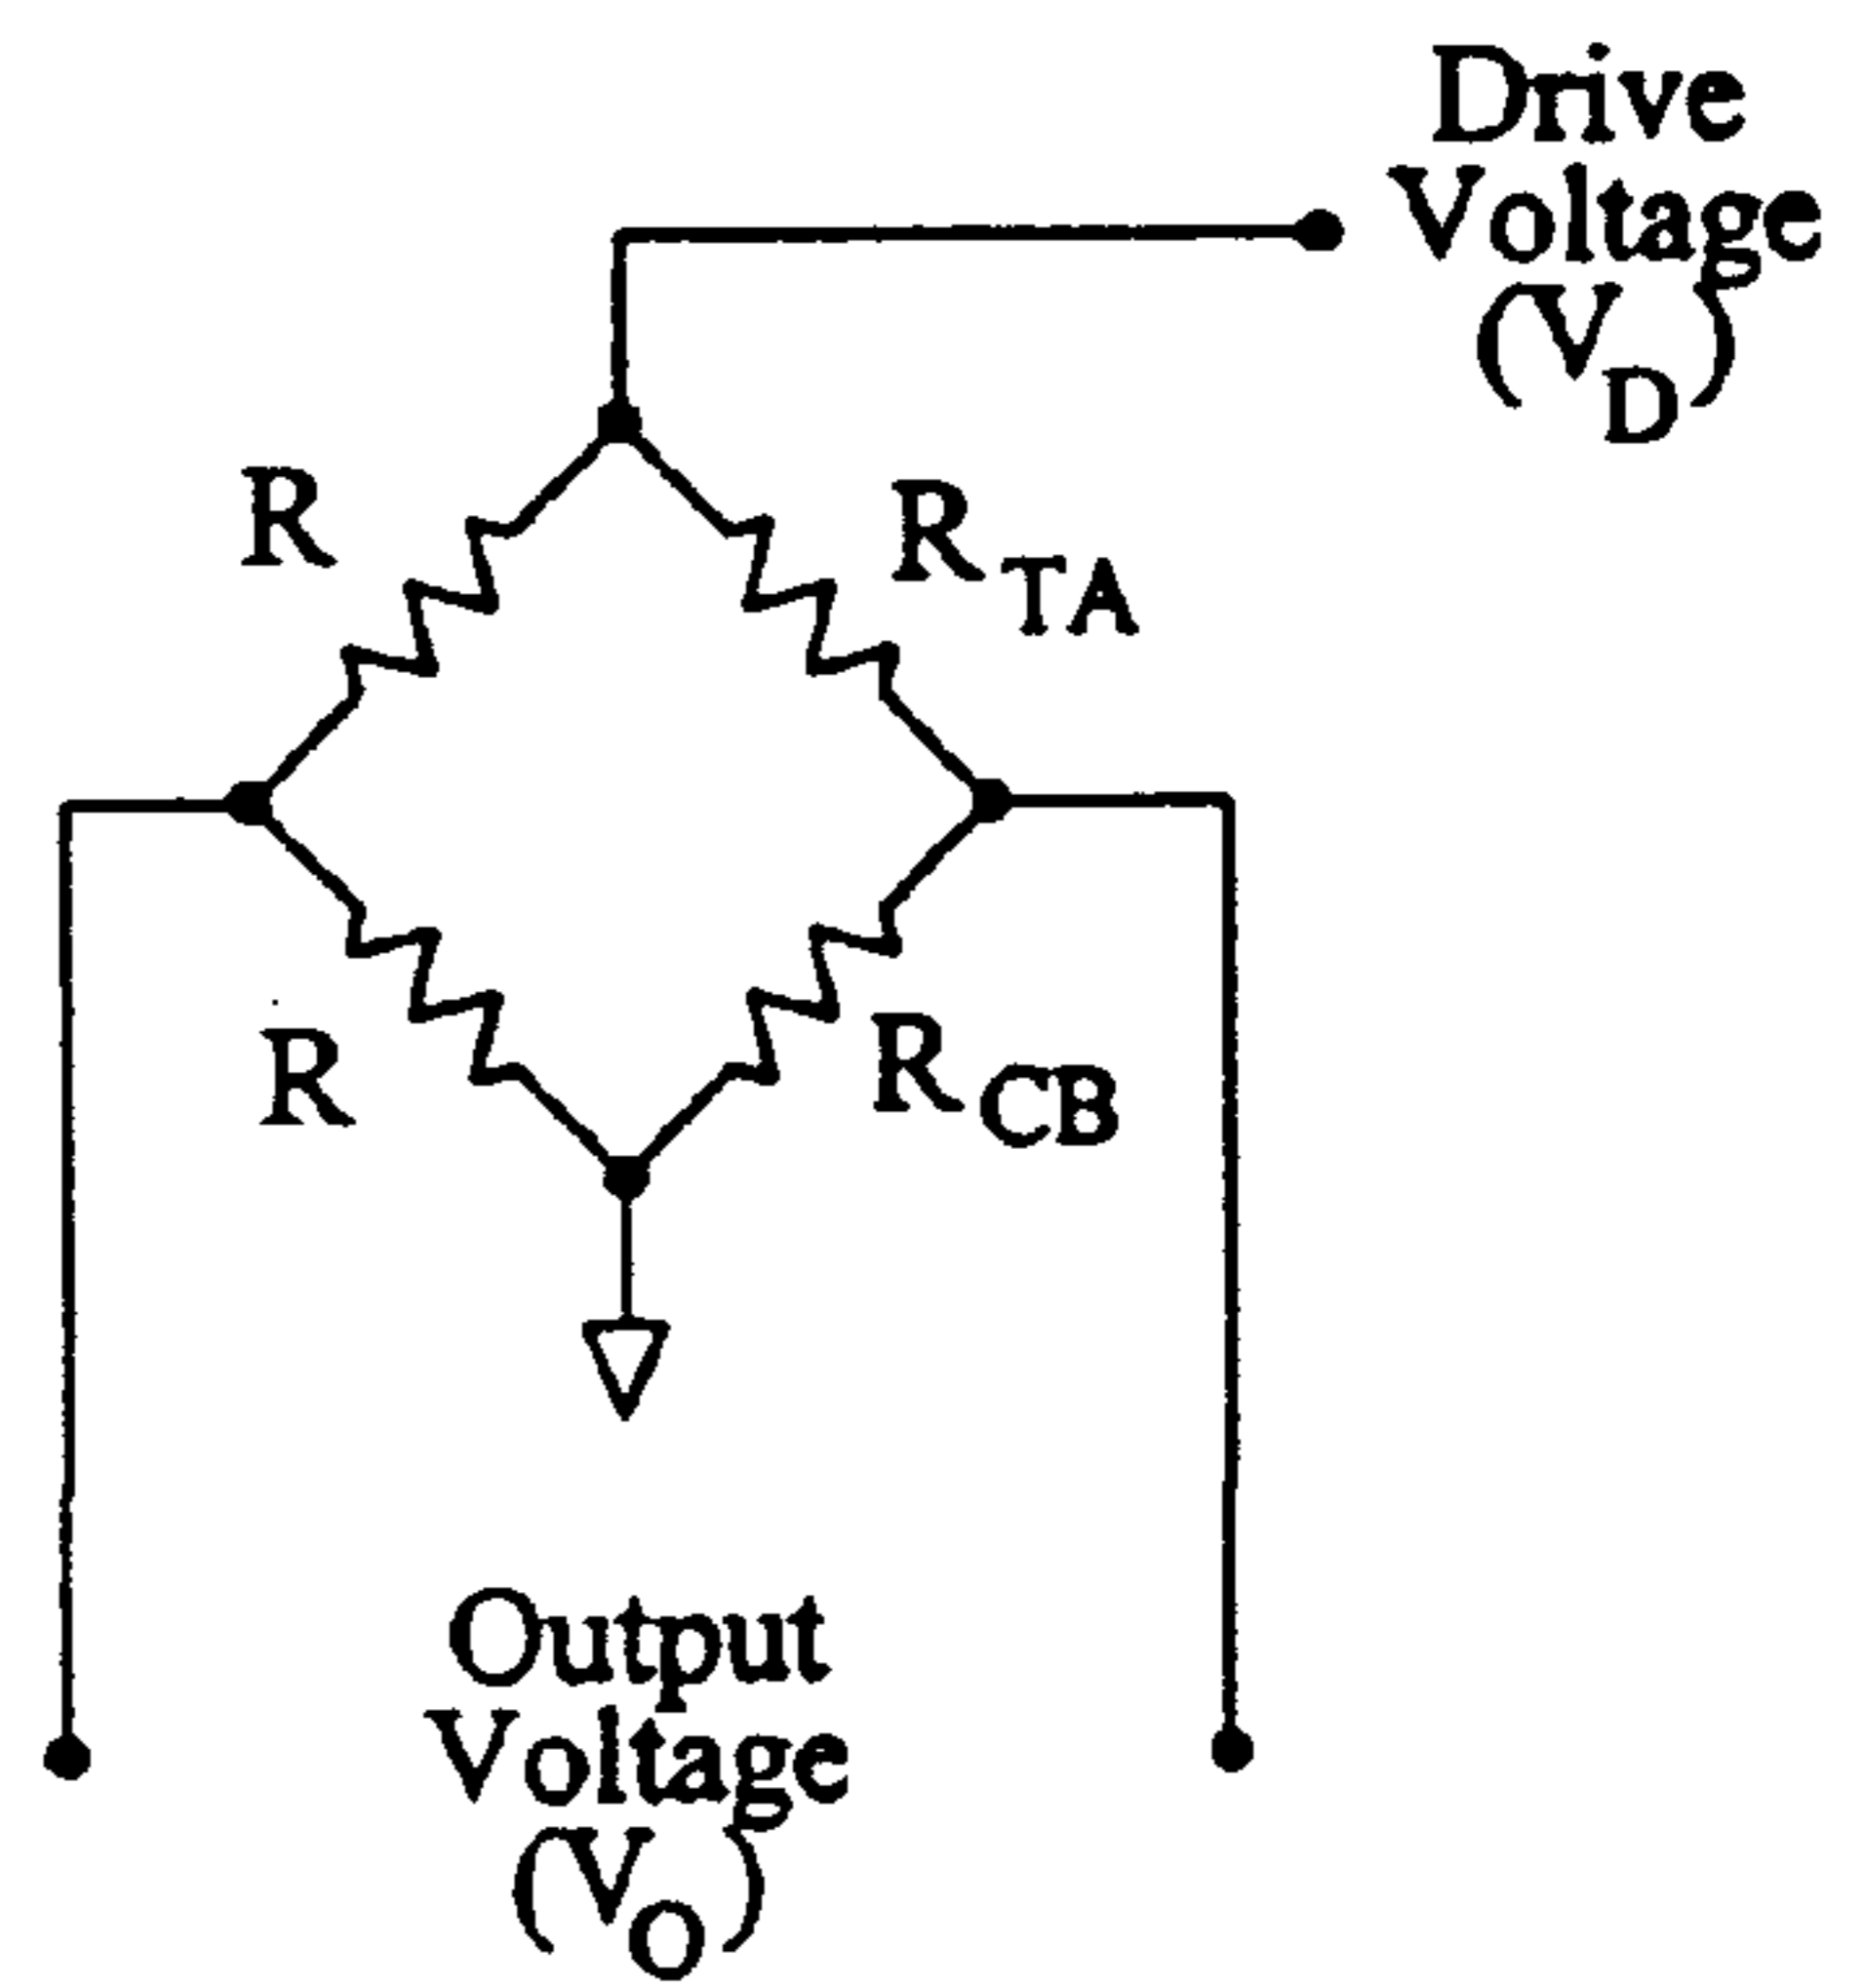 Drive
Voltage
(V_D)
R
R_TA
R
R_CB
Output
Voltage
(V_O)